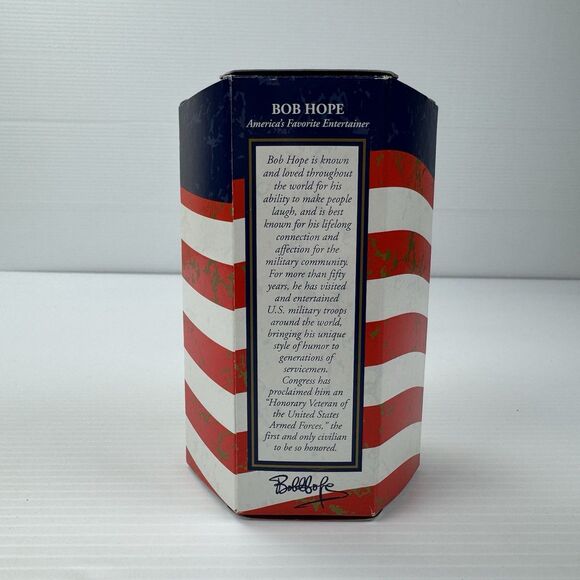 BOB HOPE
America's Favorite Entertainer
Bob Hope is known
and loved throughout
the world for his
ability to make people
laugh, and is best
known for his lifelong
connection and
affection for the
military community.
For more than fifty
years, he has visited
and entertained
U.S. military troops
around the world,
bringing his unique
style of humor to
generations of
servicemen.
Congress has
proclaimed him an
"Honorary Veteran of
the United States
Armed Forces," the
first and only civilian
to be so honored.
Bob Hope